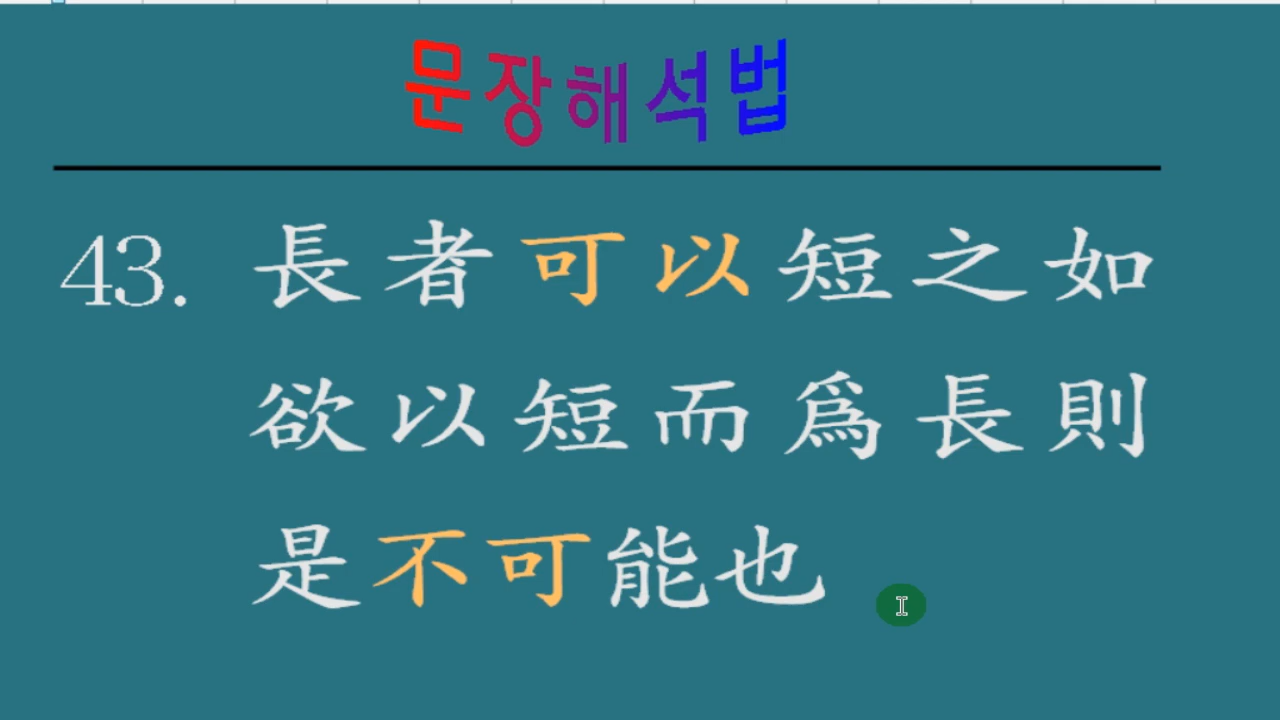 문장해석법
43. 長者可以短之如
欲以短而爲長則
是不可能也